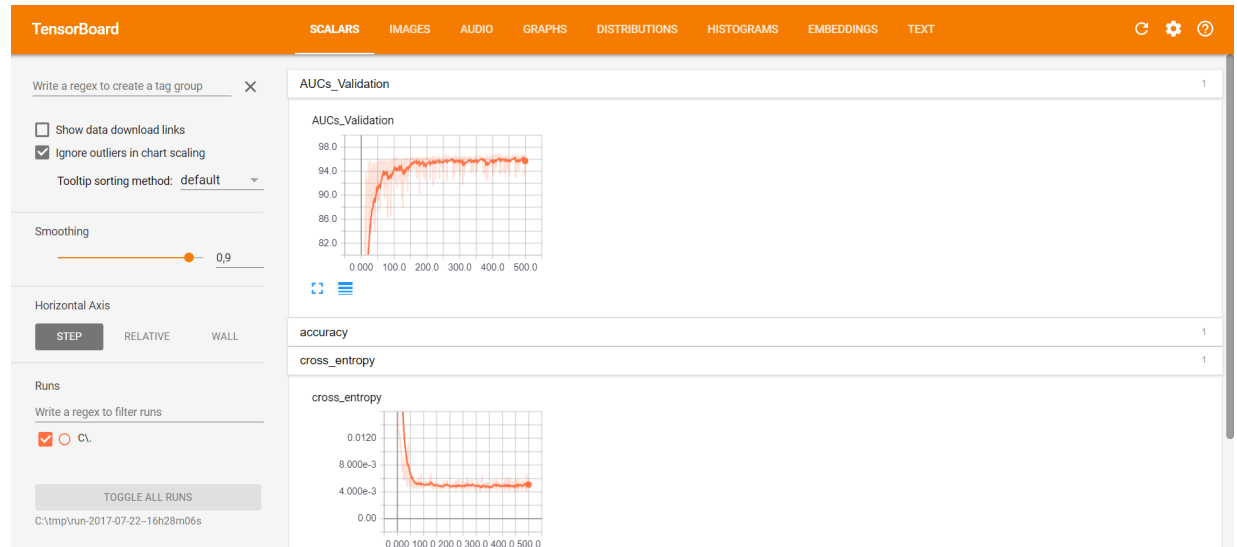 TensorBoard
SCALARS IMAGES AUDIO GRAPHS DISTRIBUTIONS HISTOGRAMS EMBEDDINGS TEXT
Write a regex to create a tag group
Show data download links
Ignore outliers in chart scaling
Tooltip sorting method: default
Smoothing
0,9
Horizontal Axis
STEP RELATIVE WALL
Runs
Write a regex to filter runs
C\.
TOGGLE ALL RUNS
C:\tmp\run-2017-07-22--16h28m06s
AUCs_Validation 1
AUCs_Validation
98.0
94.0
90.0
86.0
82.0
0.000 100.0 200.0 300.0 400.0 500.0
accuracy 1
cross_entropy 1
cross_entropy
0.0120
8.000e-3
4.000e-3
0.00
0.000 100.0 200.0 300.0 400.0 500.0